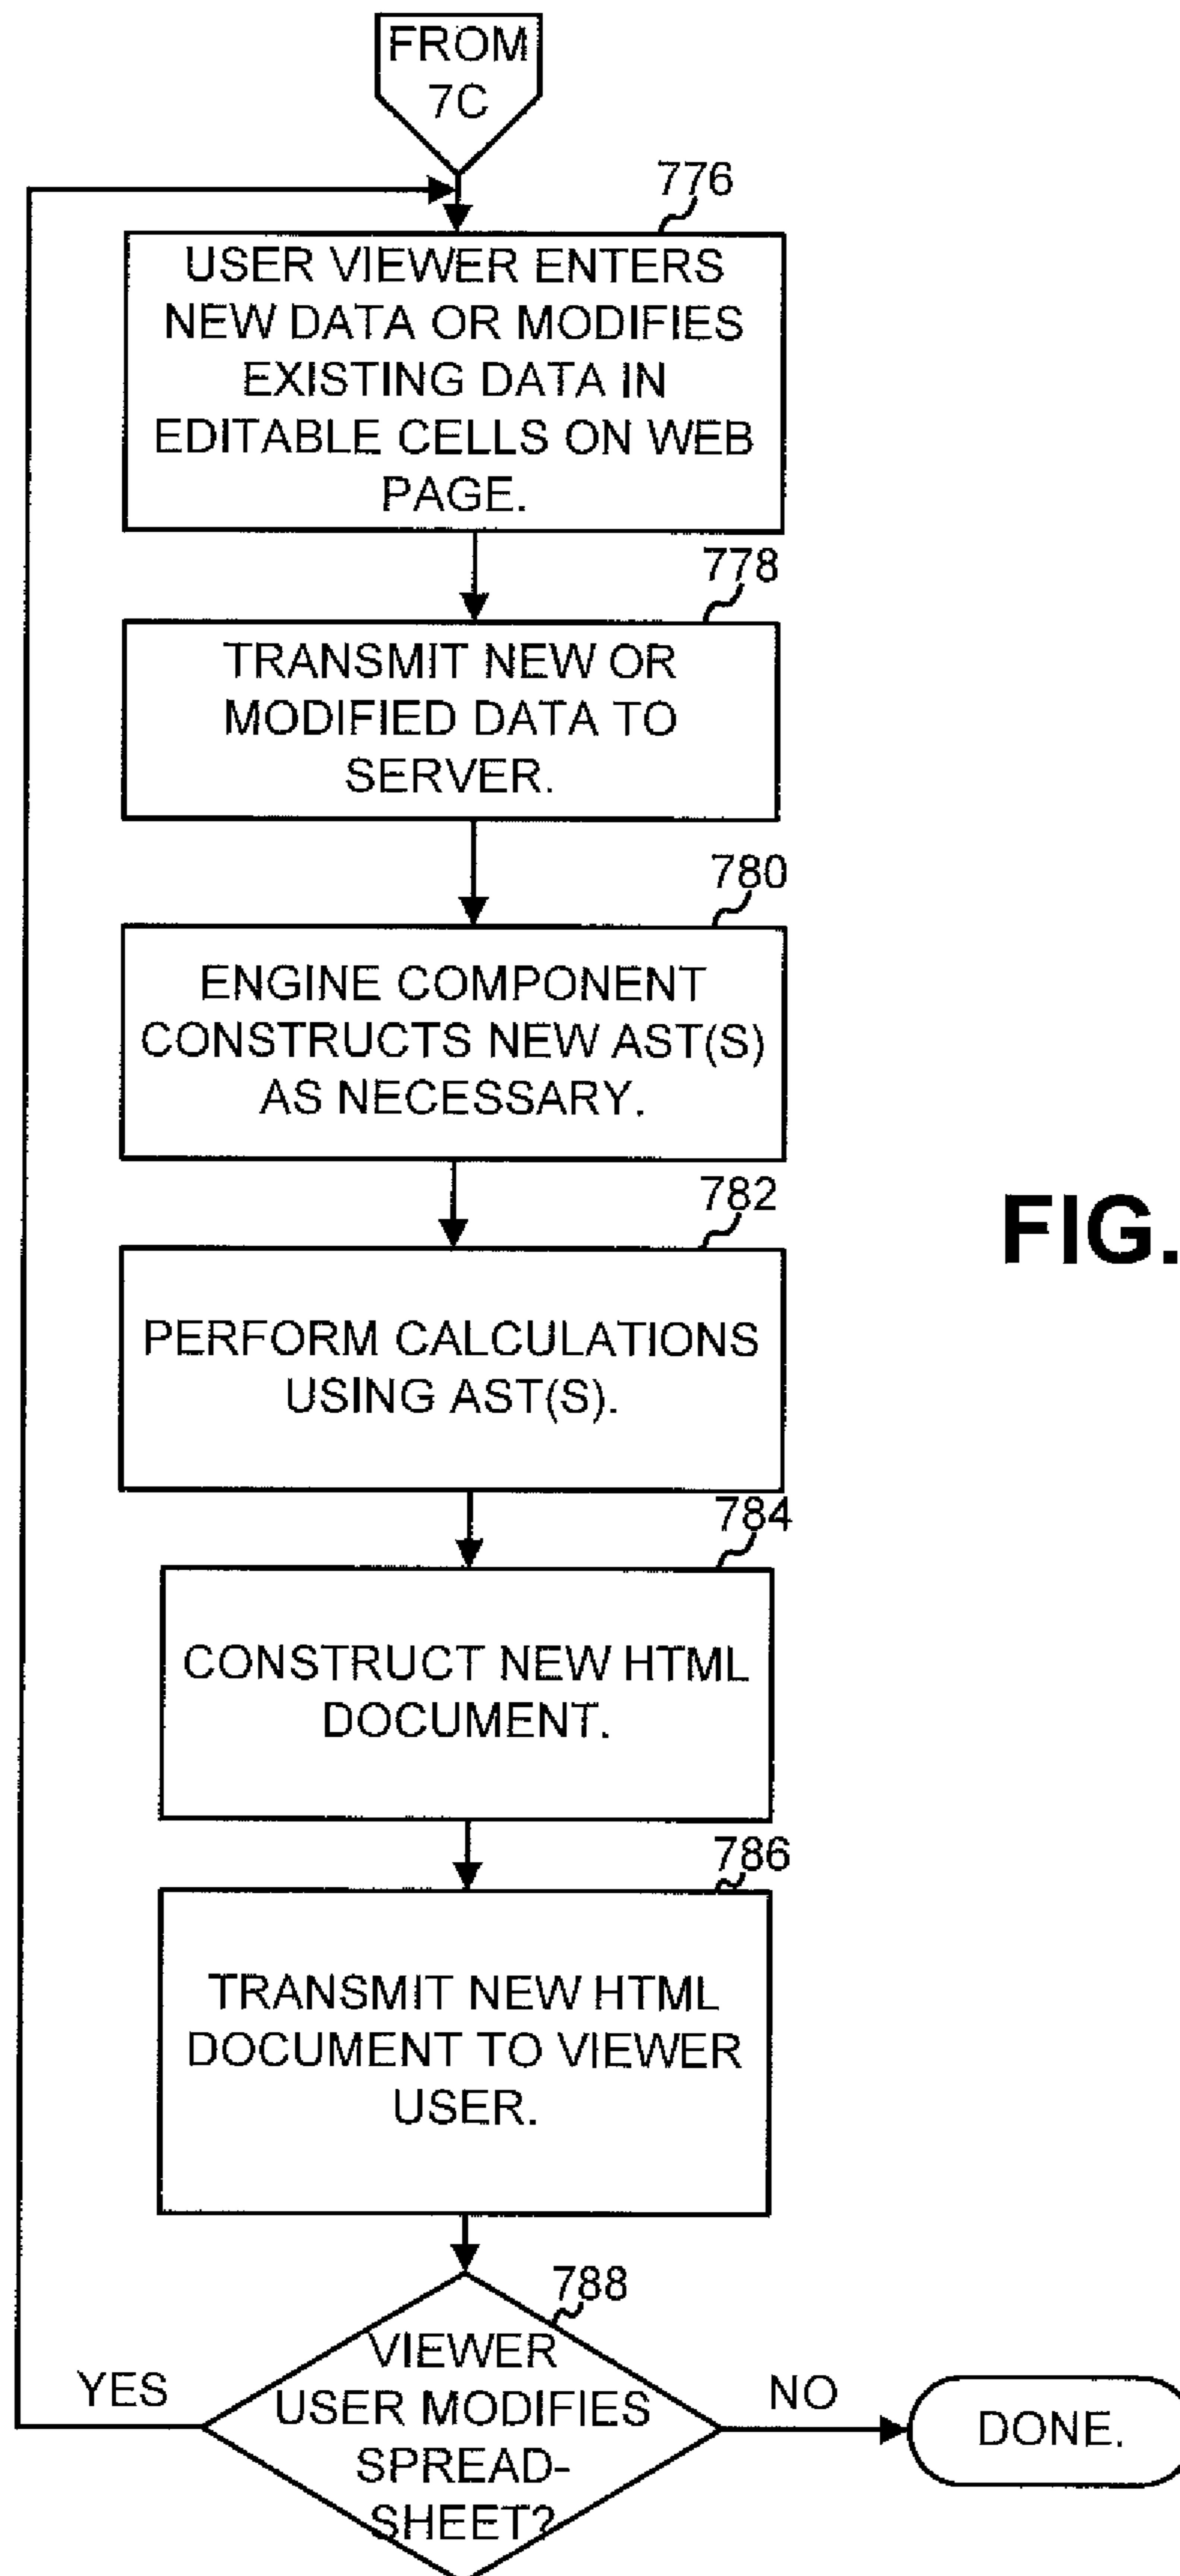 FROM
7C
776
USER VIEWER ENTERS
NEW DATA OR MODIFIES
EXISTING DATA IN
EDITABLE CELLS ON WEB
PAGE.
778
TRANSMIT NEW OR
MODIFIED DATA TO
SERVER.
780
ENGINE COMPONENT
CONSTRUCTS NEW AST(S)
AS NECESSARY.
782
FIG.
PERFORM CALCULATIONS
USING AST(S).
784
CONSTRUCT NEW HTML
DOCUMENT.
786
TRANSMIT NEW HTML
DOCUMENT TO VIEWER
USER.
788
VIEWER
USER MODIFIES
SPREAD-
SHEET?
YES
NO
DONE.